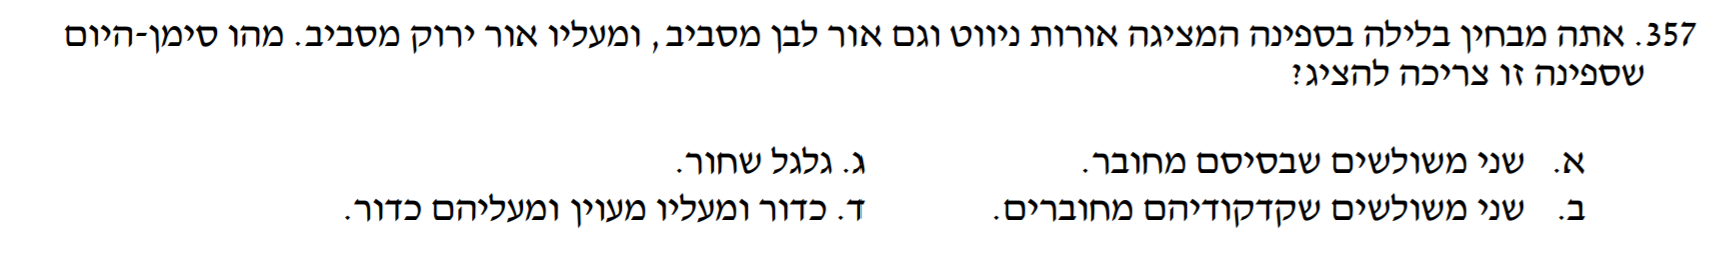 357. אתה מבחין בלילה בספינה המציגה אורות ניווט וגם אור לבן מסביב, ומעליו אור ירוק מסביב. מהו סימן-היום
שספינה זו צריכה להציג?
א. שני משולשים שבסיסם מחובר. ג. גלגל שחור.
ב. שני משולשים שקדקודיהם מחוברים. ד. כדור ומעליו מעוין ומעליהם כדור.